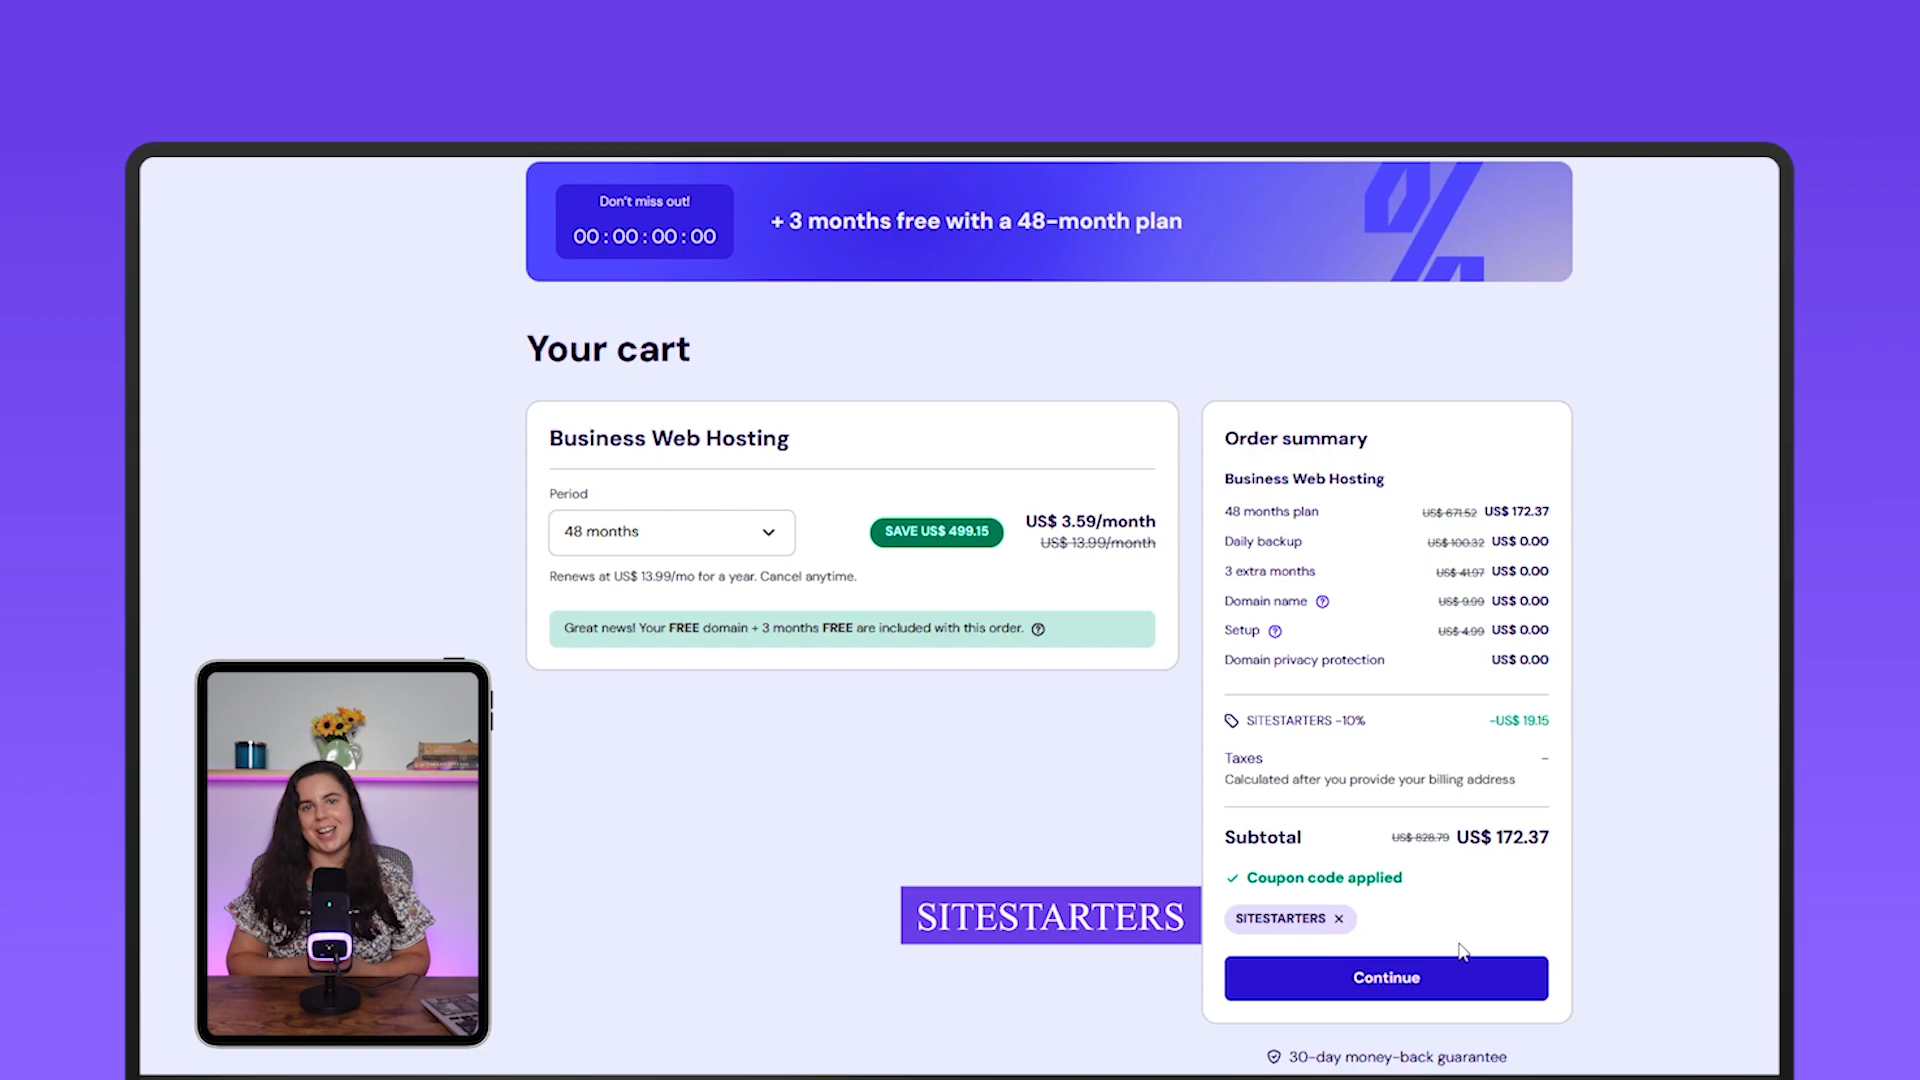 Don't miss out!
00 : 00 : 00 : 00
+ 3 months free with a 48-month plan
%
Your cart
Business Web Hosting
Period
48 months
SAVE US$ 499.15
US$ 3.59/month
US$ 13.99/month
Renews at US$ 13.99/mo for a year. Cancel anytime.
Great news! Your FREE domain + 3 months FREE are included with this order. ?
Order summary
Business Web Hosting
48 months plan US$ 671.52 US$ 172.37
Daily backup US$ 100.32 US$ 0.00
3 extra months US$ 41.97 US$ 0.00
Domain name ? US$ 9.99 US$ 0.00
Setup ? US$ 4.99 US$ 0.00
Domain privacy protection US$ 0.00
SITESTARTERS -10% -US$ 19.15
Taxes -
Calculated after you provide your billing address
Subtotal US$ 828.79 US$ 172.37
Coupon code applied
SITESTARTERS ×
SITESTARTERS
Continue
30-day money-back guarantee